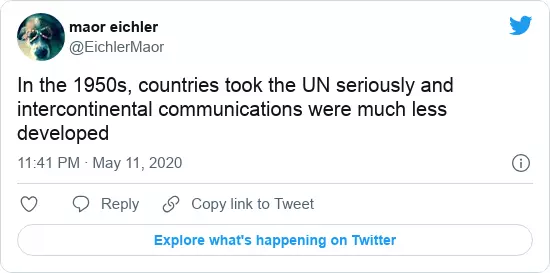 maor eichler
@EichlerMaor
In the 1950s, countries took the UN seriously and
intercontinental communications were much less
developed
11:41 PM · May 11, 2020
Reply
Copy link to Tweet
Explore what's happening on Twitter